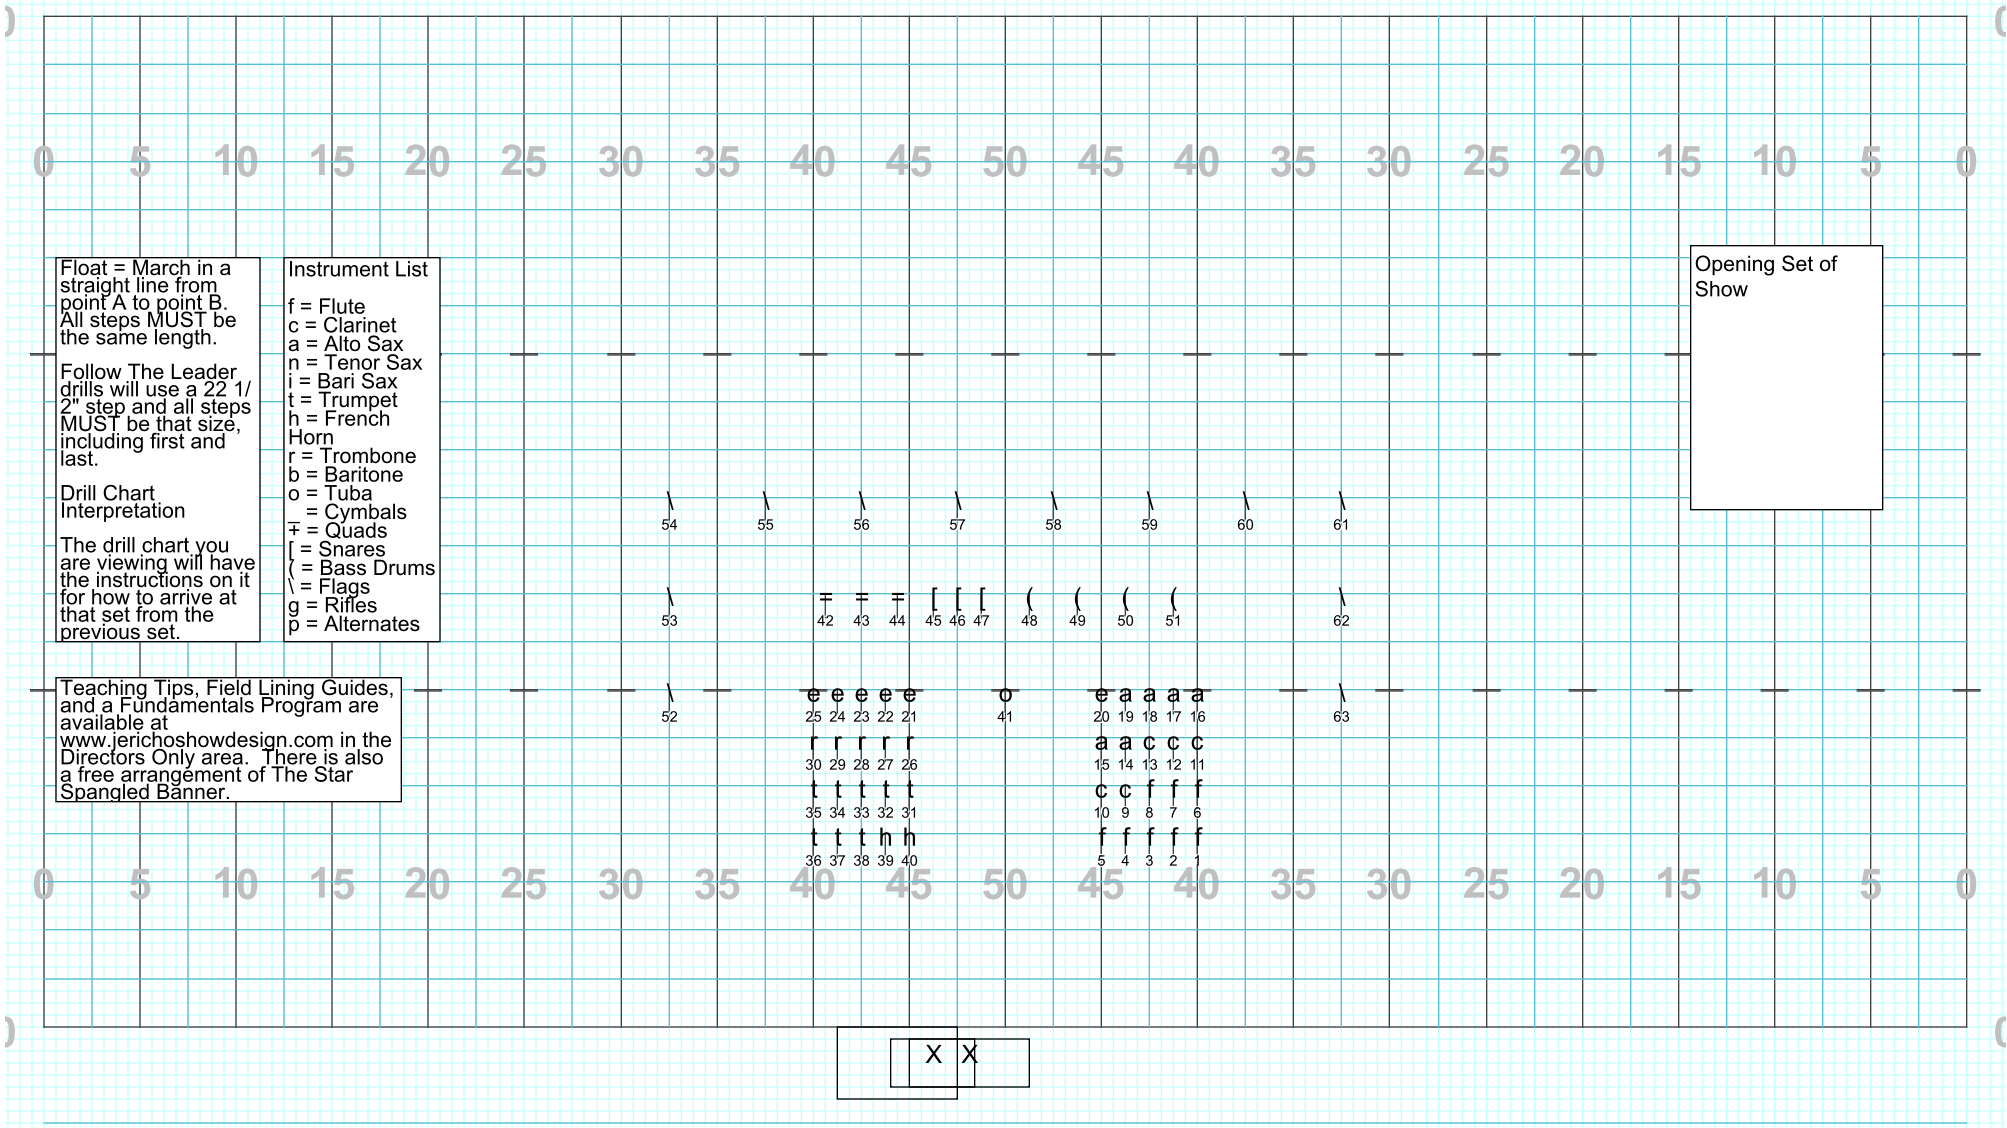 0 0
0 5 10 15 20 25 30 35 40 45 50 45 40 35 30 25 20 15 10 5 0
Float = March in a
straight line from
point A to point B.
All steps MUST be
the same length.
Follow The Leader
drills will use a 22 1/
2" step and all steps
MUST be that size,
including first and
last.
Drill Chart
Interpretation
The drill chart you
are viewing will have
the instructions on it
for how to arrive at
that set from the
previous set.
Instrument List
f = Flute
c = Clarinet
a = Alto Sax
n = Tenor Sax
i = Bari Sax
t = Trumpet
h = French
Horn
r = Trombone
b = Baritone
o = Tuba
_ = Cymbals
+ = Quads
[ = Snares
( = Bass Drums
\ = Flags
g = Rifles
p = Alternates
Opening Set of
Show
\ \ \ \ \ \ \ \
54 55 56 57 58 59 60 61
\ = = = [ [ [ ( ( ( ( \
53 42 43 44 45 46 47 48 49 50 51 62
Teaching Tips, Field Lining Guides,
and a Fundamentals Program are
available at
www.jerichoshowdesign.com in the
Directors Only area.  There is also
a free arrangement of The Star
Spangled Banner.
\ e e e e e o e a a a a \
52 25 24 23 22 21 41 20 19 18 17 16 63
r r r r r a a c c c
30 29 28 27 26 15 14 13 12 11
t t t t t c c f f f
35 34 33 32 31 10 9 8 7 6
t t t h h f f f f f
36 37 38 39 40 5 4 3 2 1
0 5 10 15 20 25 30 35 40 45 50 45 40 35 30 25 20 15 10 5 0
0 0
X X